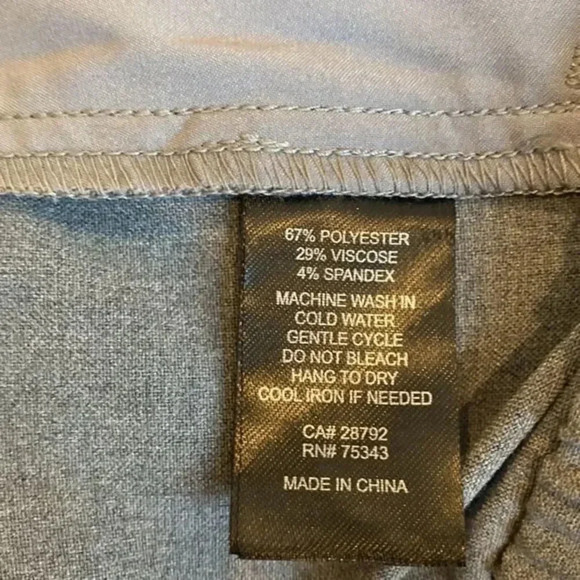 67% POLYESTER
29% VISCOSE
4% SPANDEX
MACHINE WASH IN
COLD WATER
GENTLE CYCLE
DO NOT BLEACH
HANG TO DRY
COOL IRON IF NEEDED
CA# 28792
RN# 75343
MADE IN CHINA